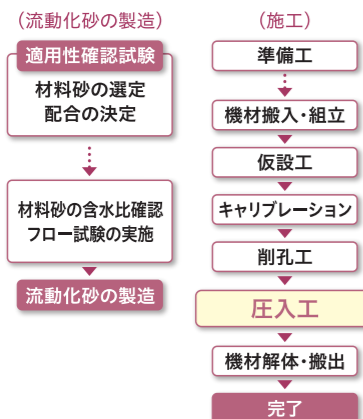 （流動化砂の製造）
適用性確認試験
材料砂の選定
配合の決定
材料砂の含水比確認
フロー試験の実施
流動化砂の製造
（施工）
準備工
機材搬入・組立
仮設工
キャリブレーション
削孔工
圧入工
機材解体・搬出
完了